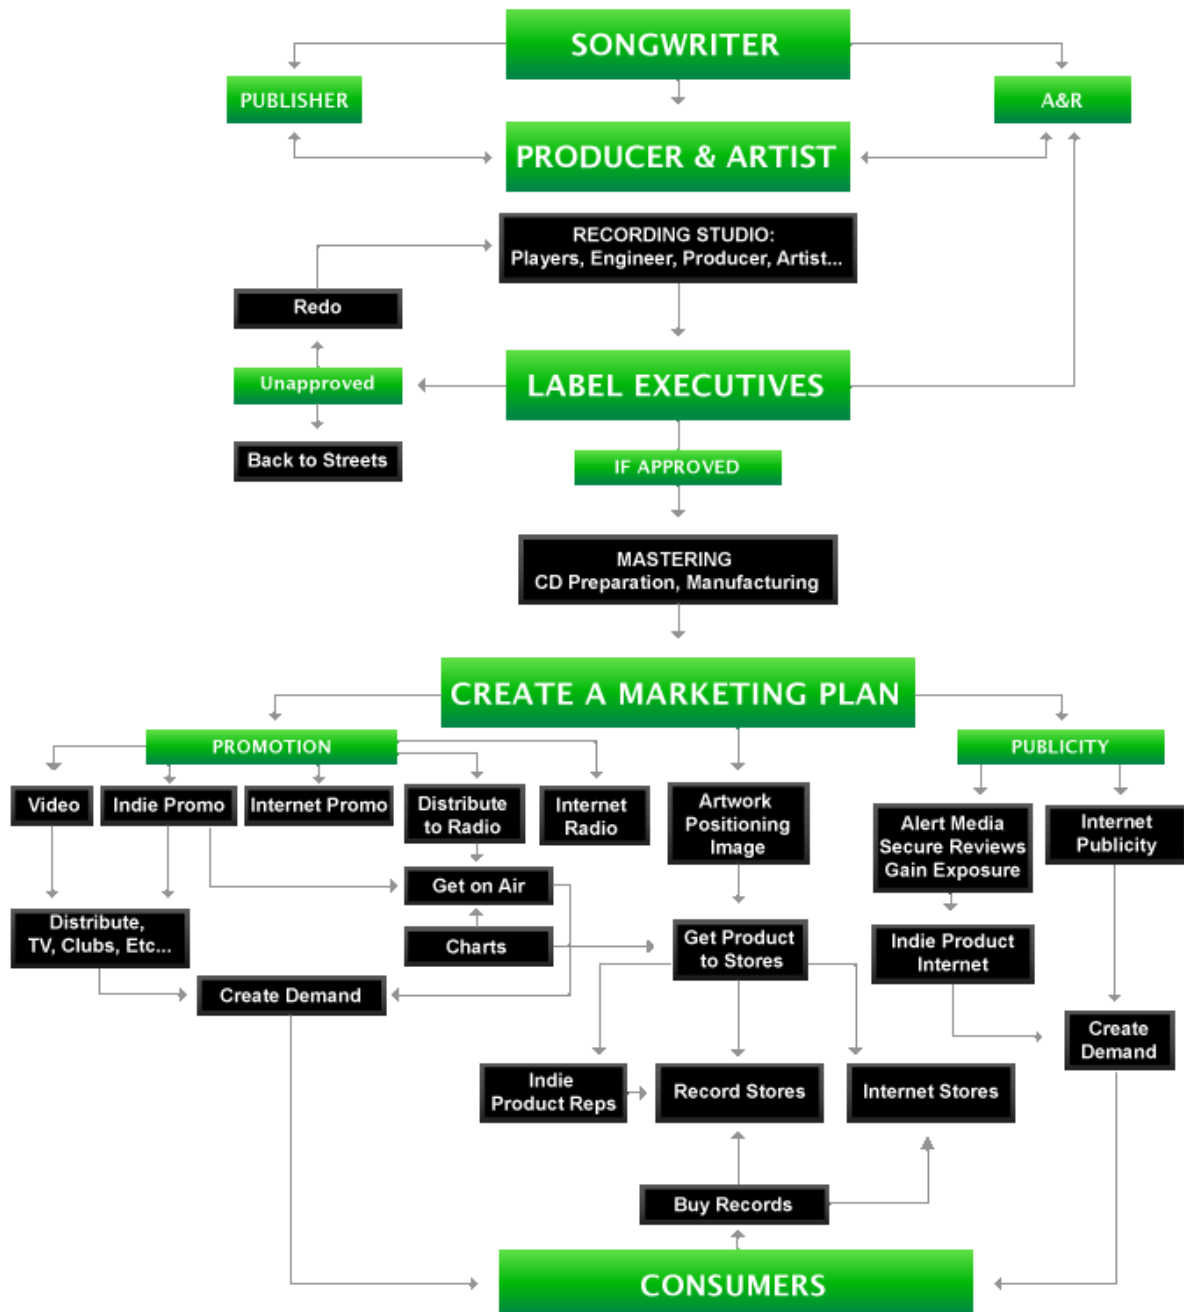 SONGWRITER
PUBLISHER
A&R
PRODUCER & ARTIST
RECORDING STUDIO:
Players, Engineer, Producer, Artist...
Redo
Unapproved
LABEL EXECUTIVES
Back to Streets
IF APPROVED
MASTERING
CD Preparation, Manufacturing
CREATE A MARKETING PLAN
PROMOTION
PUBLICITY
Video
Indie Promo
Internet Promo
Distribute
to Radio
Internet
Radio
Artwork
Positioning
Image
Alert Media
Secure Reviews
Gain Exposure
Internet
Publicity
Get on Air
Distribute,
TV, Clubs, Etc...
Charts
Get Product
to Stores
Indie Product
Internet
Create Demand
Create
Demand
Indie
Product Reps
Record Stores
Internet Stores
Buy Records
CONSUMERS